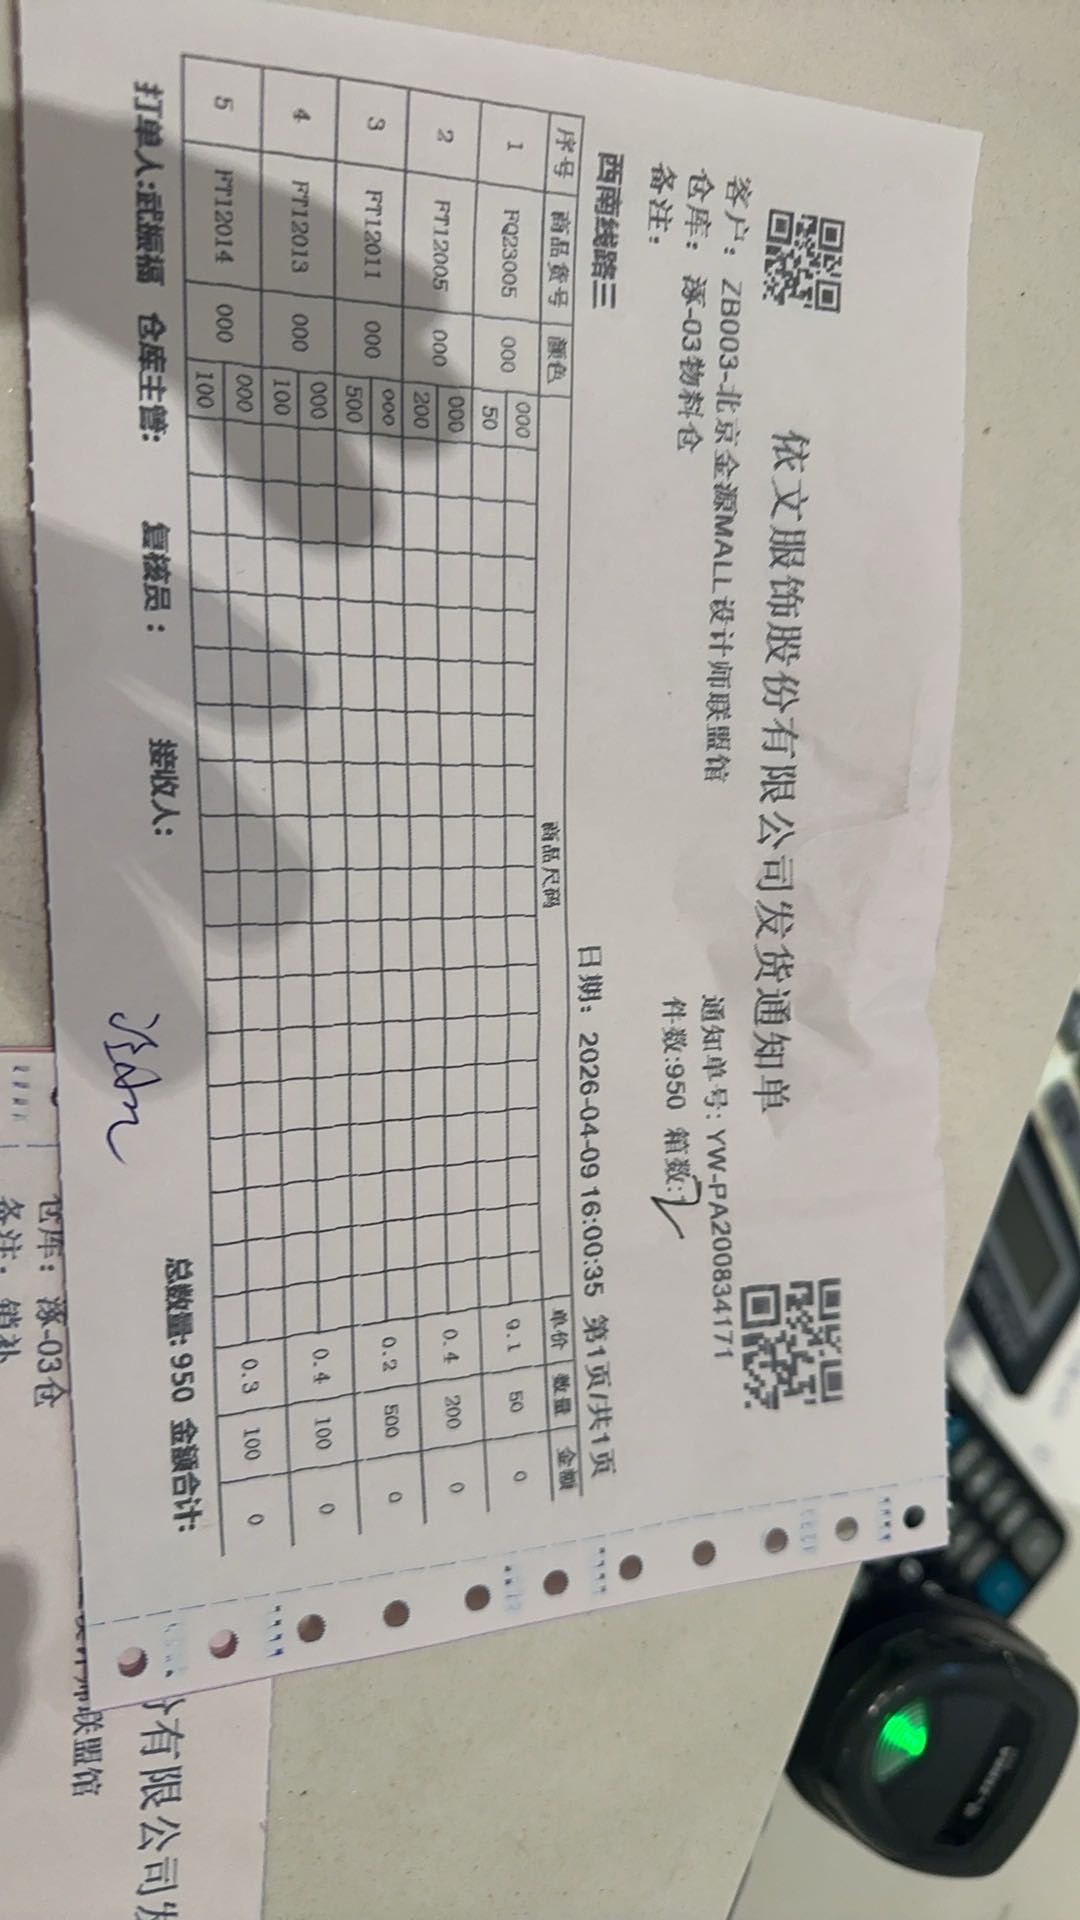 依文服饰股份有限公司发货通知单
客户：ZB003-北京金源MALL设计师联盟馆 通知单号：YW-PA200834171
仓库：涿-03物料仓 件数:950 箱数:2
备注：
西南线路三 日期：2026-04-09 16:00:35 第1页/共1页
序号 商品货号 颜色 商品尺码 单价 数量 金额
1 FQ23005 000 000 9.1 50 0
50
2 FT12005 000 000 0.4 200 0
200
3 FT12011 000 000 0.2 500 0
500
4 FT12013 000 000 0.4 100 0
100
5 FT12014 000 000 0.3 100 0
100
打单人:武振福 仓库主管: 复核员： 接收人: 总数量:950 金额合计:
份有限公司发
联盟馆
仓库：涿-03仓
备注：销补